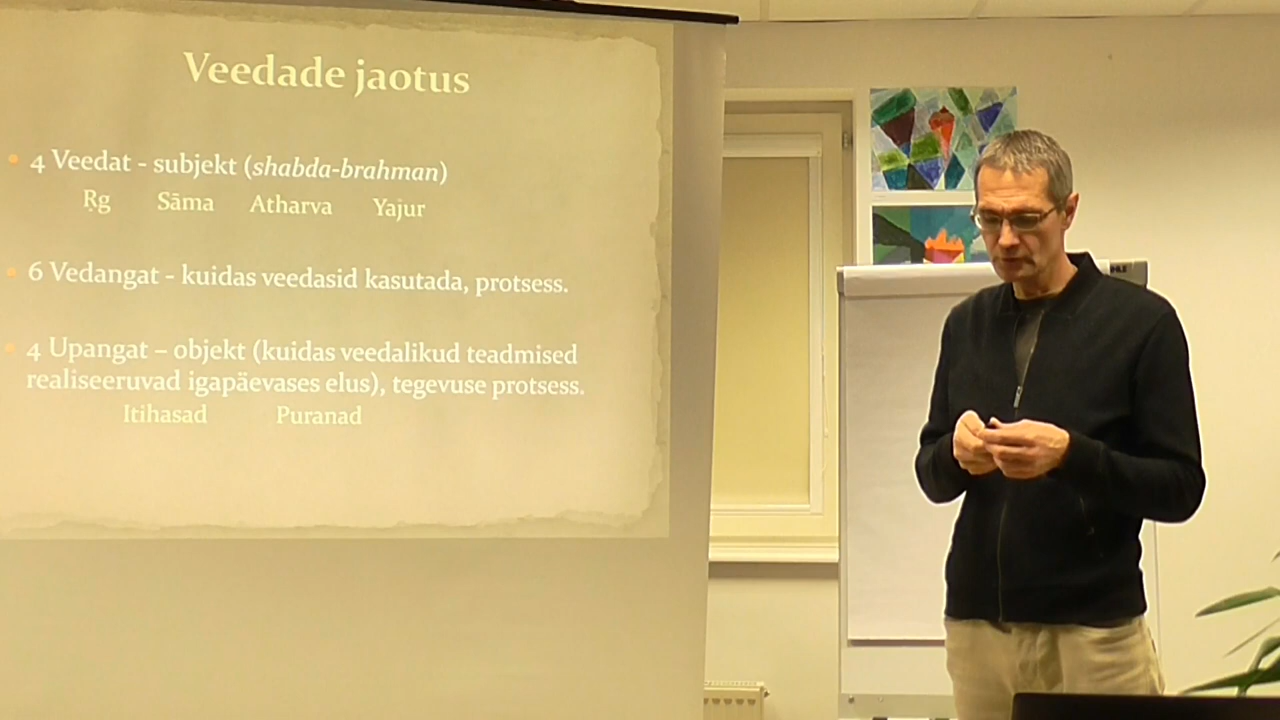 Veedade jaotus
4 Veedat - subjekt (shabda-brahman)
Ṛg Sāma Atharva Yajur
6 Vedangat - kuidas veedasid kasutada, protsess.
4 Upangat – objekt (kuidas veedalikud teadmised
realiseeruvad igapäevases elus), tegevuse protsess.
Itihasad Puranad